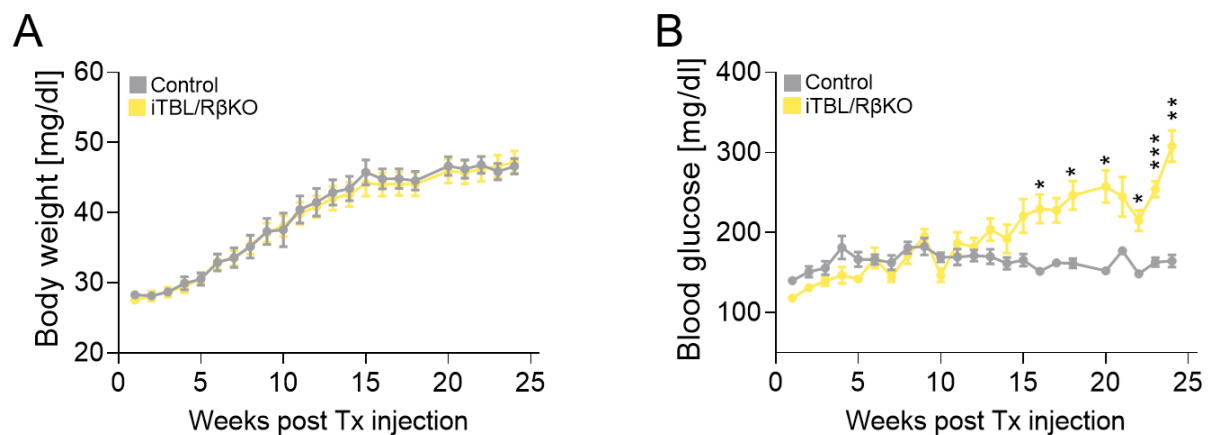 A
Body weight [mg/dl]
60
50
40
30
20
Control
iTBL/RβKO
0 5 10 15 20 25
Weeks post Tx injection
B
Blood glucose [mg/dl]
400
300
200
100
Control
iTBL/RβKO
*
*
*
*
***
**
0 5 10 15 20 25
Weeks post Tx injection